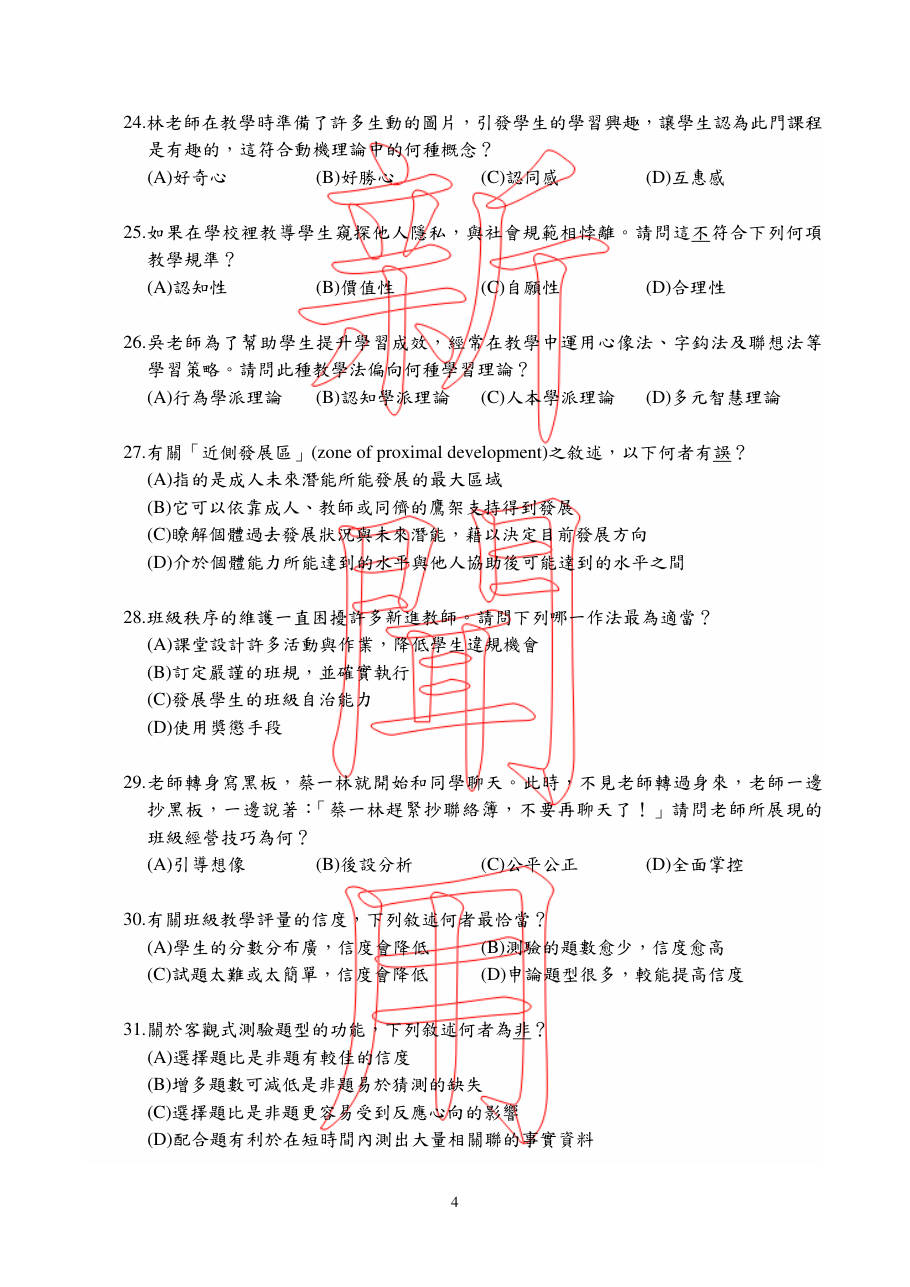 24.林老師在教學時準備了許多生動的圖片，引發學生的學習興趣，讓學生認為此門課程
是有趣的，這符合動機理論中的何種概念？
(A)好奇心 (B)好勝心 (C)認同感 (D)互惠感
25.如果在學校裡教導學生窺探他人隱私，與社會規範相悖離。請問這不符合下列何項
教學規準？
(A)認知性 (B)價值性 (C)自願性 (D)合理性
26.吳老師為了幫助學生提升學習成效，經常在教學中運用心像法、字鈎法及聯想法等
學習策略。請問此種教學法偏向何種學習理論？
(A)行為學派理論 (B)認知學派理論 (C)人本學派理論 (D)多元智慧理論
27.有關「近側發展區」(zone of proximal development)之敘述，以下何者有誤？
(A)指的是成人未來潛能所能發展的最大區域
(B)它可以依靠成人、教師或同儕的鷹架支持得到發展
(C)瞭解個體過去發展狀況與未來潛能，藉以決定目前發展方向
(D)介於個體能力所能達到的水平與他人協助後可能達到的水平之間
28.班級秩序的維護一直困擾許多新進教師。請問下列哪一作法最為適當？
(A)課堂設計許多活動與作業，降低學生違規機會
(B)訂定嚴謹的班規，並確實執行
(C)發展學生的班級自治能力
(D)使用獎懲手段
29.老師轉身寫黑板，蔡一林就開始和同學聊天。此時，不見老師轉過身來，老師一邊
抄黑板，一邊說著：「蔡一林趕緊抄聯絡簿，不要再聊天了！」請問老師所展現的
班級經營技巧為何？
(A)引導想像 (B)後設分析 (C)公平公正 (D)全面掌控
30.有關班級教學評量的信度，下列敘述何者最恰當？
(A)學生的分數分布廣，信度會降低 (B)測驗的題數愈少，信度愈高
(C)試題太難或太簡單，信度會降低 (D)申論題型很多，較能提高信度
31.關於客觀式測驗題型的功能，下列敘述何者為非？
(A)選擇題比是非題有較佳的信度
(B)增多題數可減低是非題易於猜測的缺失
(C)選擇題比是非題更容易受到反應心向的影響
(D)配合題有利於在短時間內測出大量相關聯的事實資料
新聞用
4